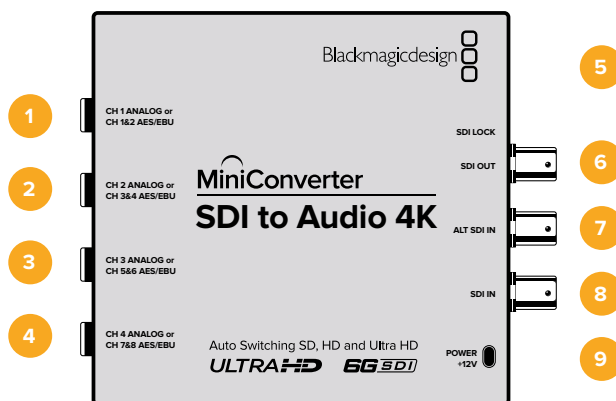 Blackmagicdesign
1
CH 1 ANALOG or
CH 1&2 AES/EBU
2
CH 2 ANALOG or
CH 3&4 AES/EBU
3
CH 3 ANALOG or
CH 5&6 AES/EBU
4
CH 4 ANALOG or
CH 7&8 AES/EBU
MiniConverter
SDI to Audio 4K
Auto Switching SD, HD and Ultra HD
ULTRA HD 6G SDI
5
SDI LOCK
SDI OUT
6
ALT SDI IN
7
SDI IN
8
POWER
+12V
9